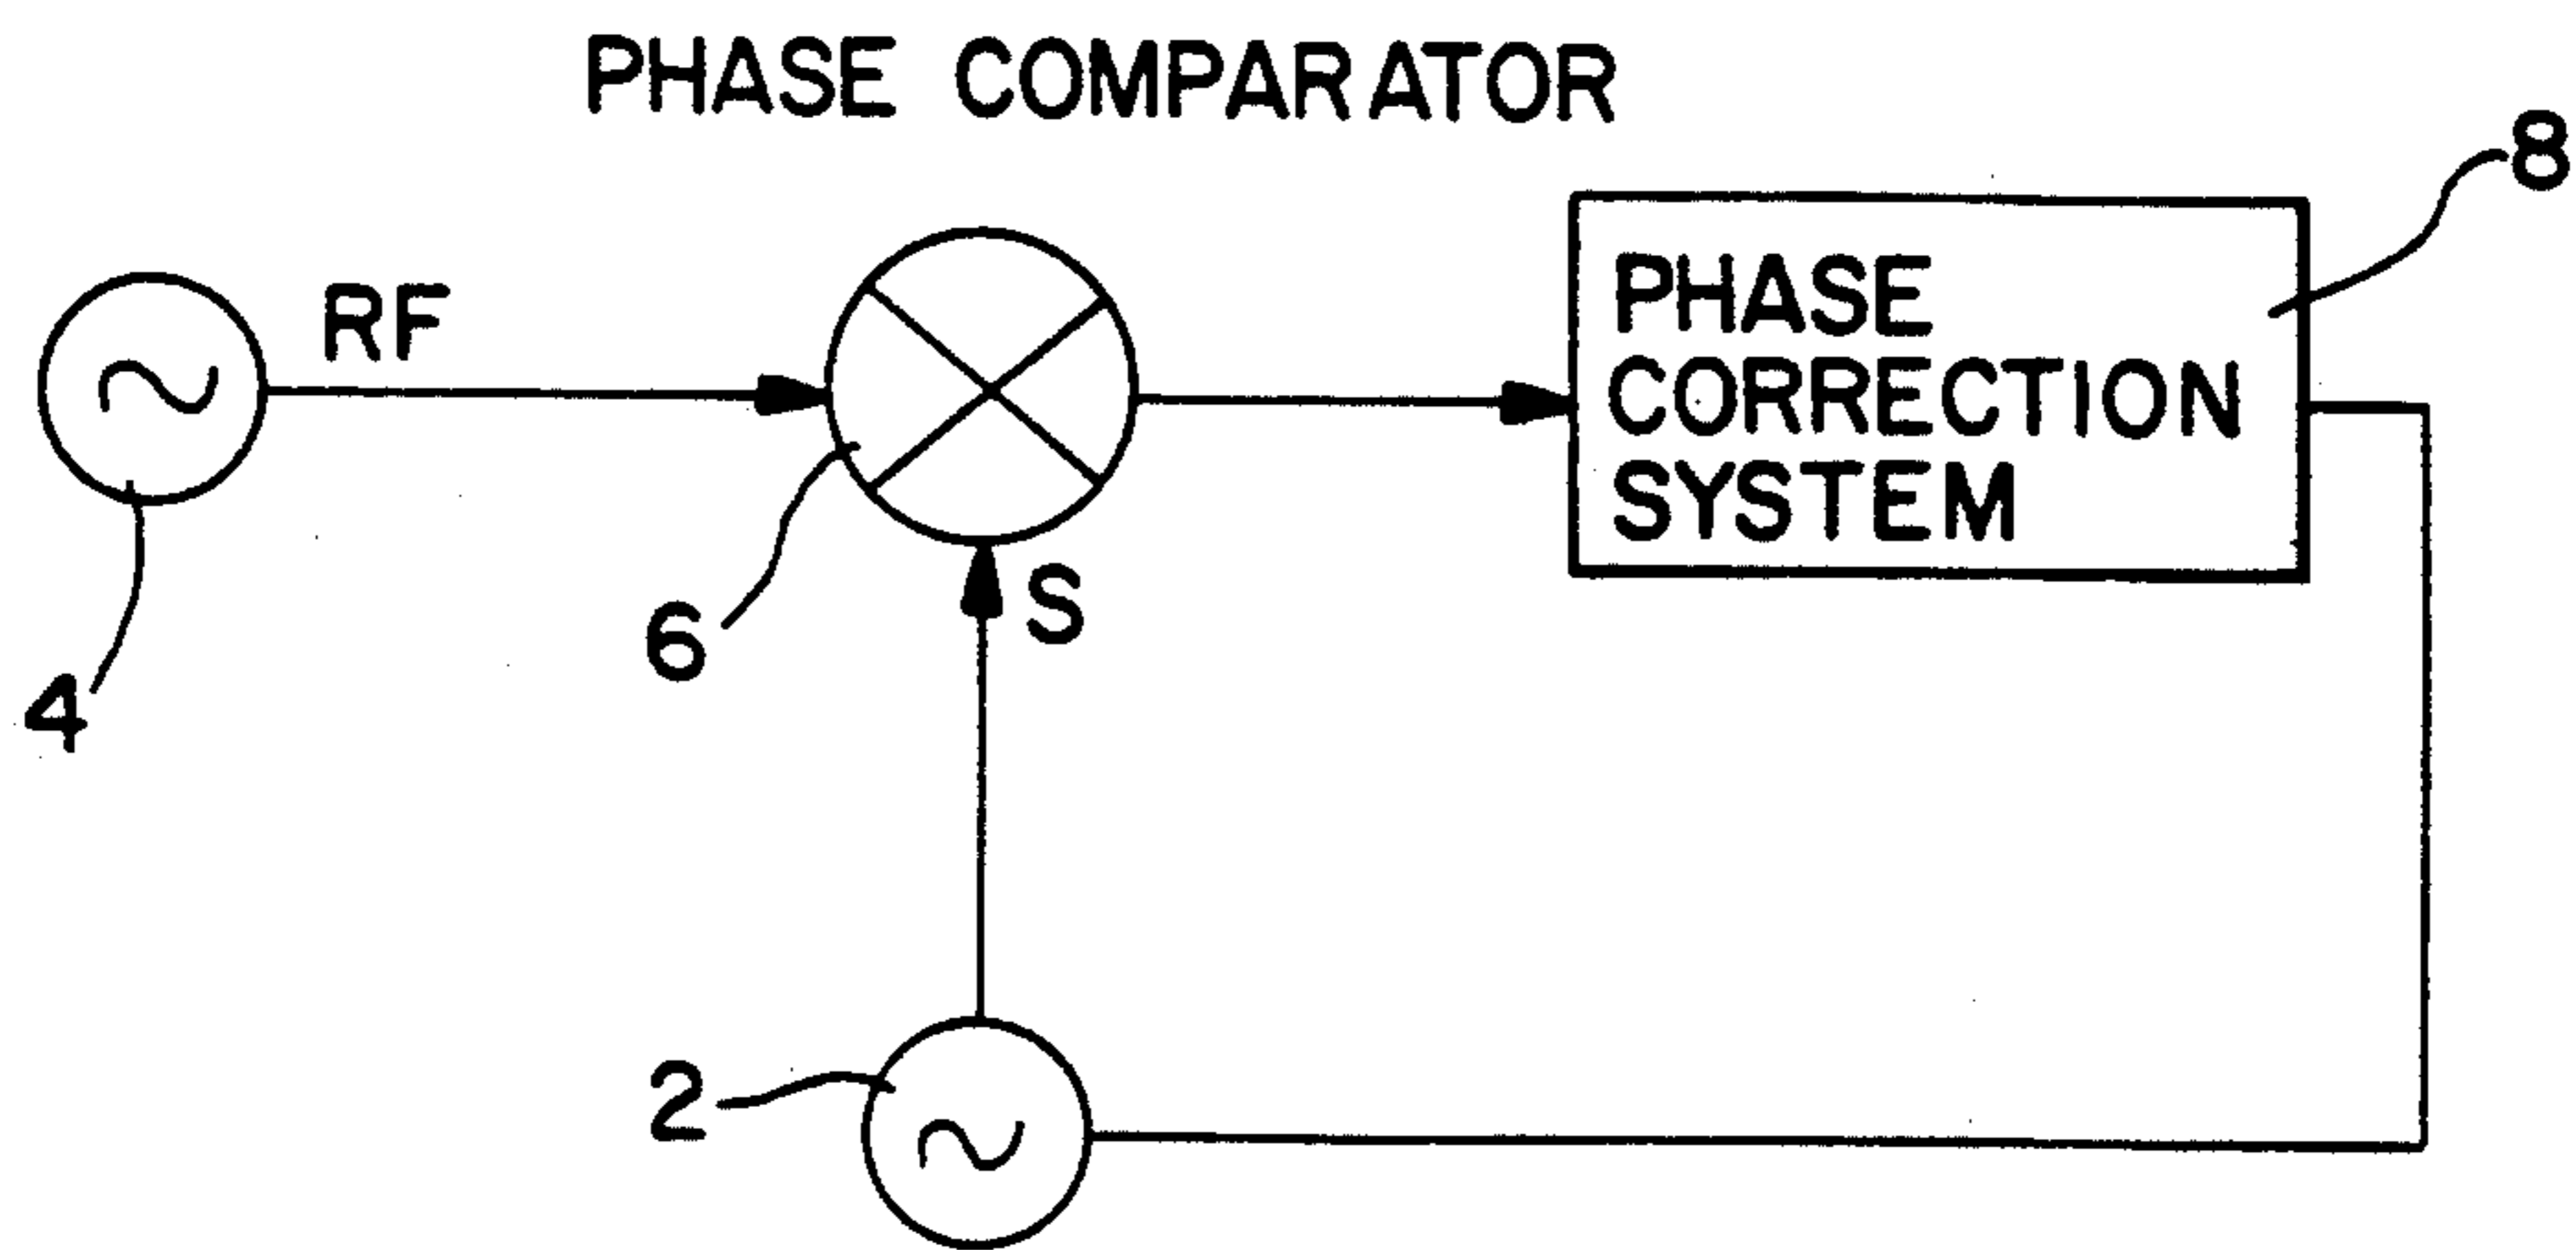 PHASE COMPARATOR
8
RF
PHASE
CORRECTION
SYSTEM
6
S
4
2